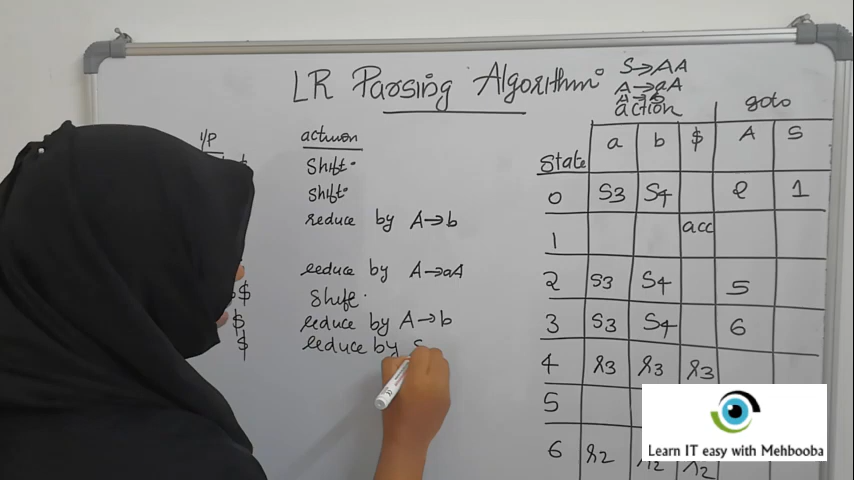 LR Parsing Algorithm
S→AA
A→aA
A→b
I/P
$
$
$
action
Shift
Shift
reduce by A→b
reduce by A→aA
Shift
reduce by A→b
reduce by S
action goto
State a b $ A S
0 S3 S4 2 1
1 acc
2 S3 S4 5
3 S3 S4 6
4 r3 r3 r3
5
6 r2 r2 r2
Learn IT easy with Mehbooba